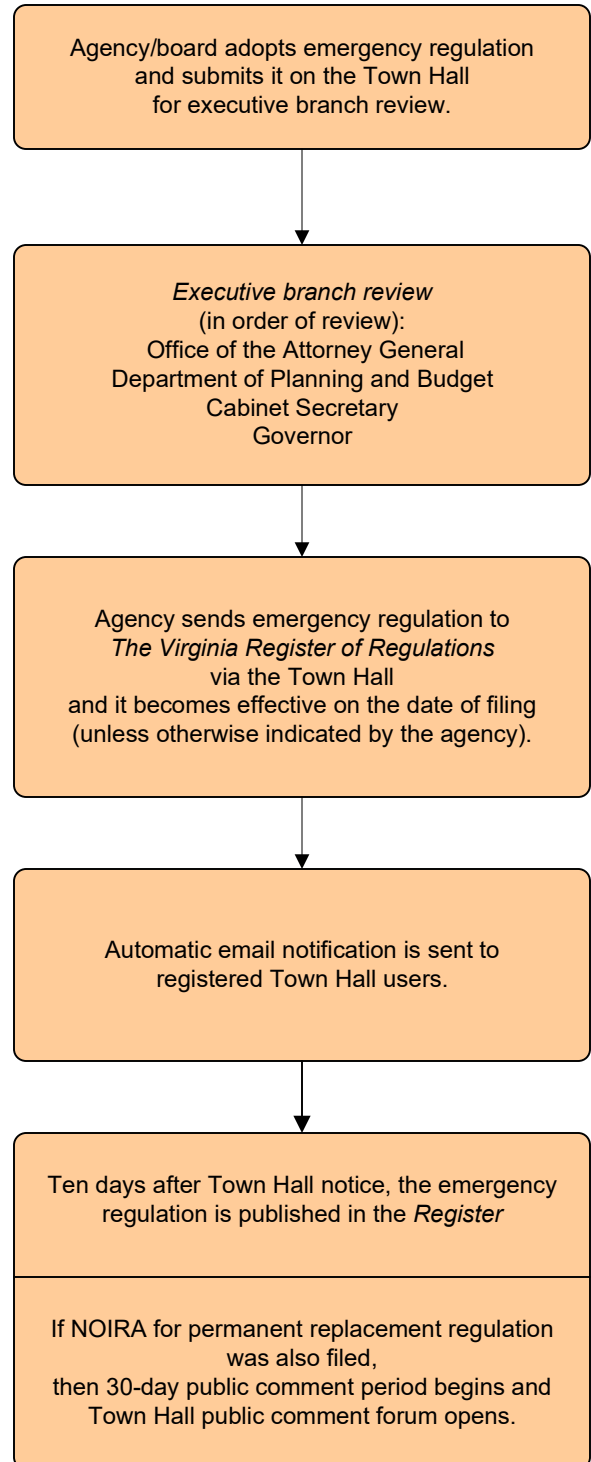 Agency/board adopts emergency regulation
and submits it on the Town Hall
for executive branch review.
Executive branch review
(in order of review):
Office of the Attorney General
Department of Planning and Budget
Cabinet Secretary
Governor
Agency sends emergency regulation to
The Virginia Register of Regulations
via the Town Hall
and it becomes effective on the date of filing
(unless otherwise indicated by the agency).
Automatic email notification is sent to
registered Town Hall users.
Ten days after Town Hall notice, the emergency
regulation is published in the Register
If NOIRA for permanent replacement regulation
was also filed,
then 30-day public comment period begins and
Town Hall public comment forum opens.